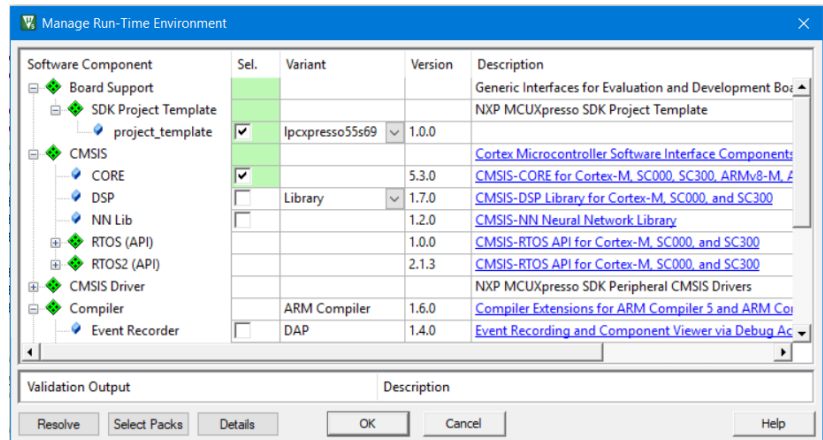 Manage Run-Time Environment
Software Component Sel. Variant Version Description
Board Support Generic Interfaces for Evaluation and Development Boa
SDK Project Template NXP MCUXpresso SDK Project Template
project_template lpcxpresso55s69 1.0.0
CMSIS Cortex Microcontroller Software Interface Components
CORE 5.3.0 CMSIS-CORE for Cortex-M, SC000, SC300, ARMv8-M, A
DSP Library 1.7.0 CMSIS-DSP Library for Cortex-M, SC000, and SC300
NN Lib 1.2.0 CMSIS-NN Neural Network Library
RTOS (API) 1.0.0 CMSIS-RTOS API for Cortex-M, SC000, and SC300
RTOS2 (API) 2.1.3 CMSIS-RTOS API for Cortex-M, SC000, and SC300
CMSIS Driver NXP MCUXpresso SDK Peripheral CMSIS Drivers
Compiler ARM Compiler 1.6.0 Compiler Extensions for ARM Compiler 5 and ARM Co
Event Recorder DAP 1.4.0 Event Recording and Component Viewer via Debug Ac
Validation Output Description
Resolve Select Packs Details OK Cancel Help